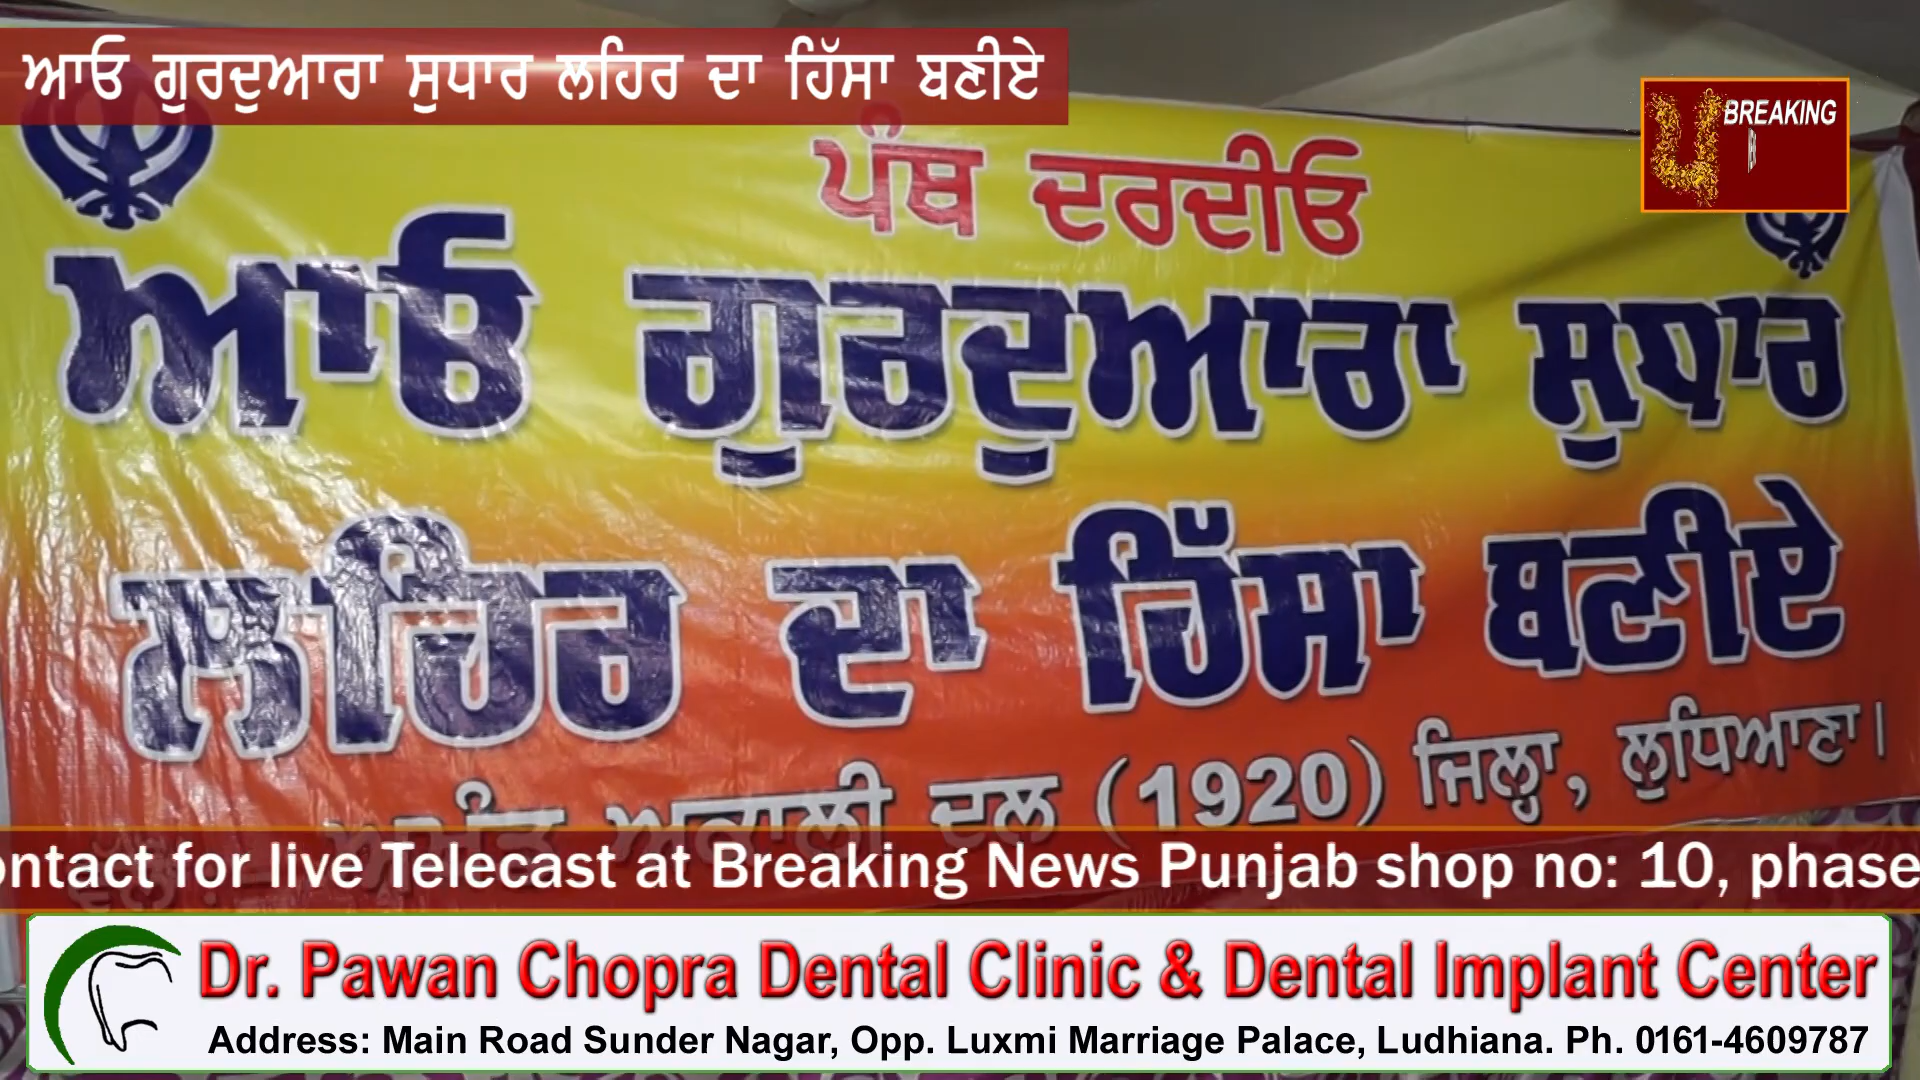 ਆਓ ਗੁਰਦੁਆਰਾ ਸੁਧਾਰ ਲਹਿਰ ਦਾ ਹਿੱਸਾ ਬਣੀਏ
BREAKING
ਪੰਥ ਦਰਦੀਓ
ਆਓ ਗੁਰਦੁਆਰਾ ਸੁਧਾਰ
ਲਹਿਰ ਦਾ ਹਿੱਸਾ ਬਣੀਏ
ਅਕਾਲੀ ਦਲ (1920) ਜਿਲ੍ਹਾ, ਲੁਧਿਆਣਾ।
ontact for live Telecast at Breaking News Punjab shop no: 10, phase
Dr. Pawan Chopra Dental Clinic & Dental Implant Center
Address: Main Road Sunder Nagar, Opp. Luxmi Marriage Palace, Ludhiana. Ph. 0161-4609787